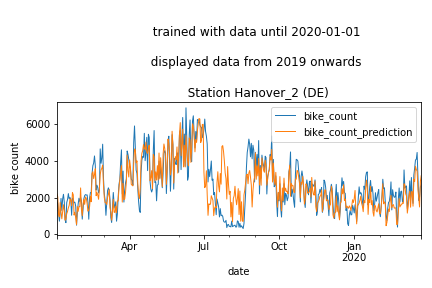 trained with data until 2020-01-01
displayed data from 2019 onwards
Station Hanover_2 (DE)
bike_count
bike_count_prediction
6000
4000
2000
0
bike count
Apr
Jul
Oct
Jan
2020
date